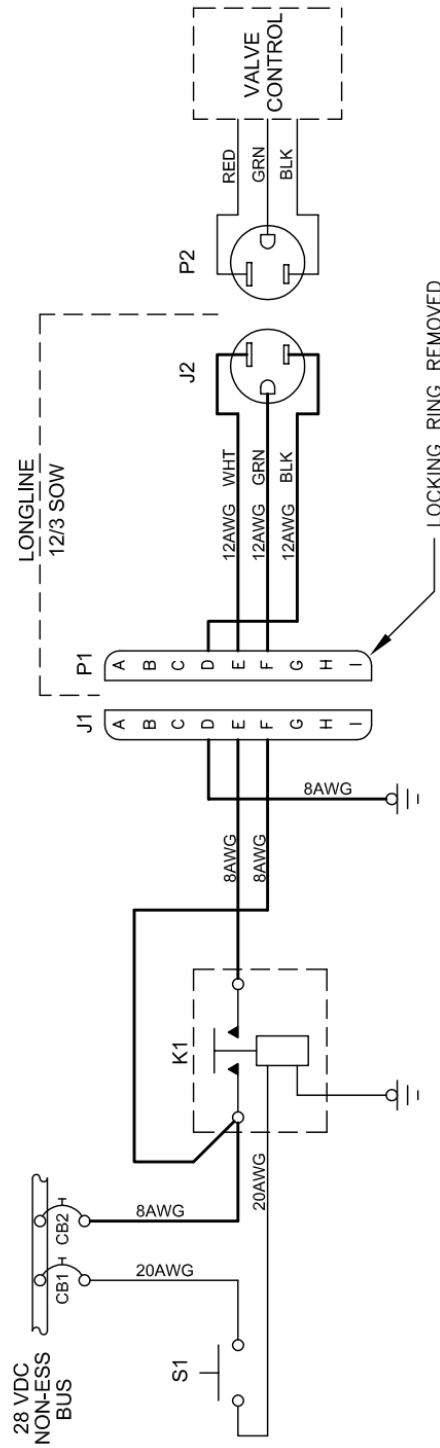 28 VDC
NON-ESS
BUS
CB1
CB2
20AWG
8AWG
S1
K1
20AWG
8AWG
8AWG
8AWG
J1
A
B
C
D
E
F
G
H
I
P1
A
B
C
D
E
F
G
H
I
LONGLINE
12/3 SOW
12AWG WHT
12AWG GRN
12AWG BLK
J2
P2
RED
GRN
BLK
VALVE
CONTROL
LOCKING RING REMOVED